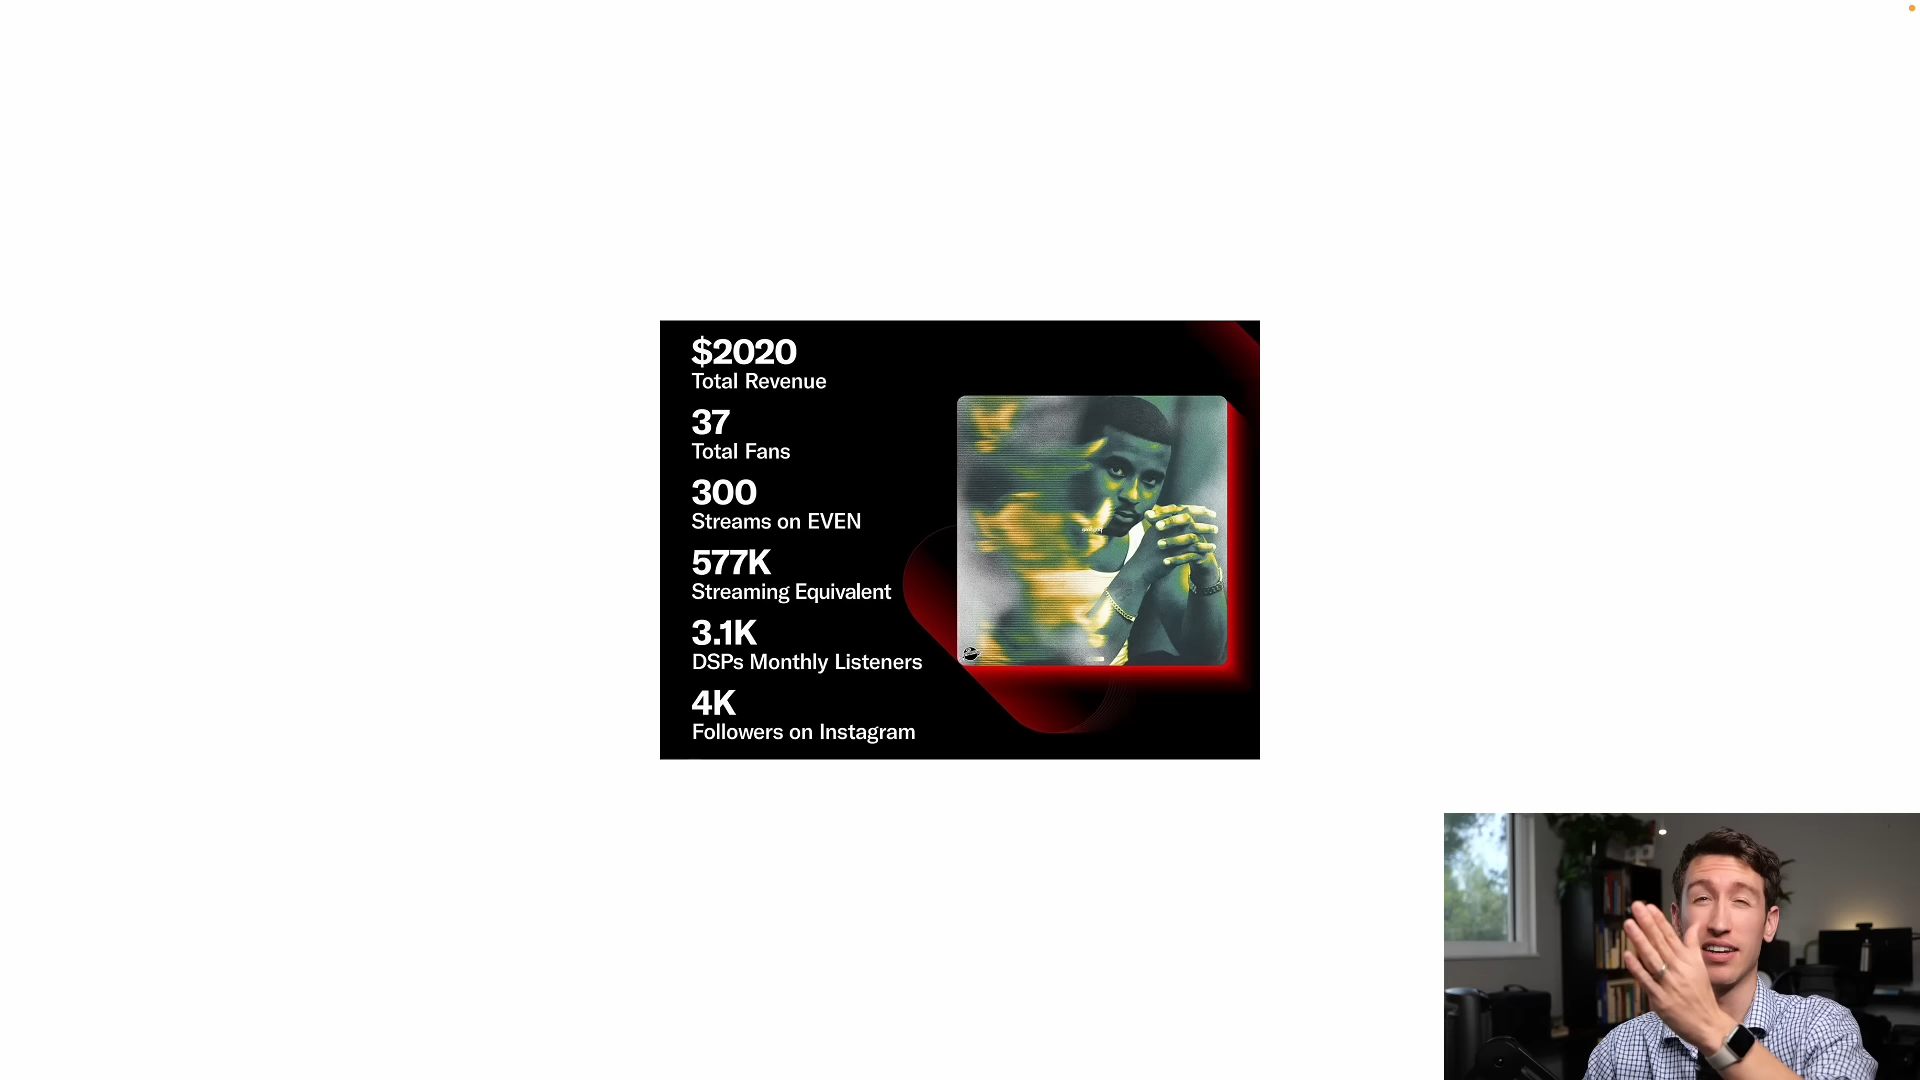 $2020
Total Revenue
37
Total Fans
300
Streams on EVEN
577K
Streaming Equivalent
3.1K
DSPs Monthly Listeners
4K
Followers on Instagram